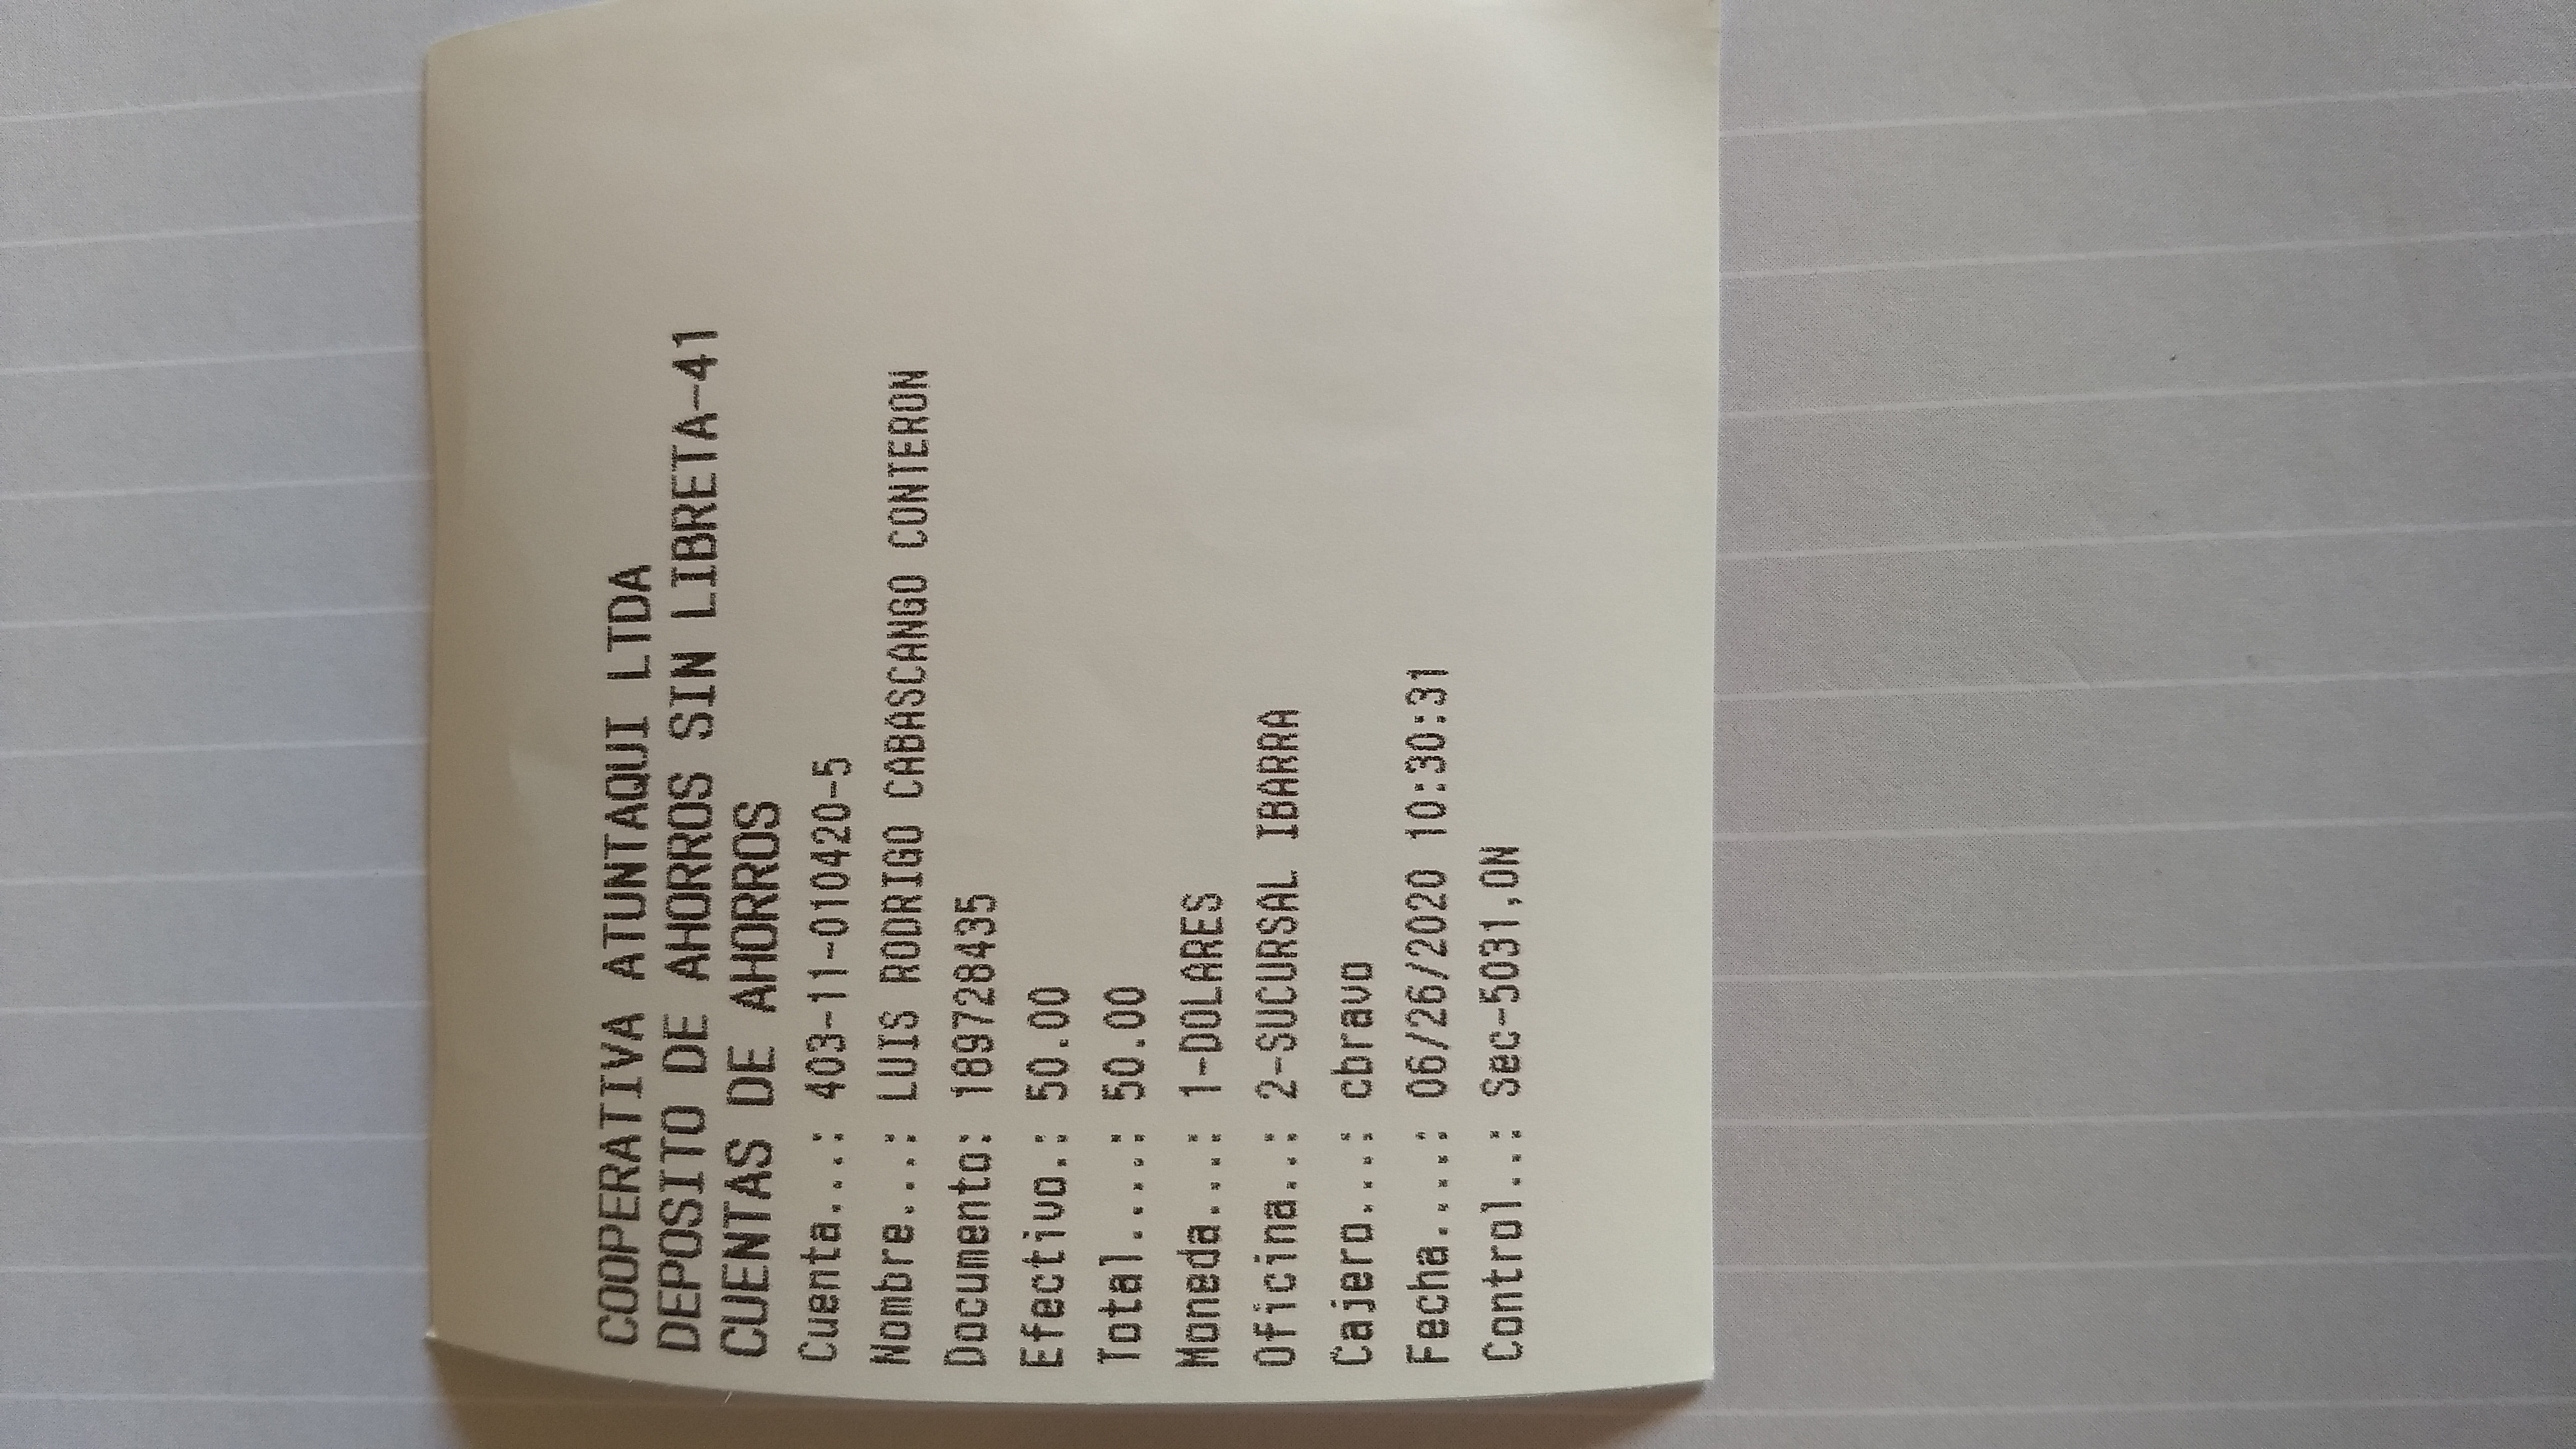 COOPERATIVA ATUNTAQUI LTDA
DEPOSITO DE AHORROS SIN LIBRETA-41
CUENTAS DE AHORROS
Cuenta...: 403-11-010420-5
Nombre...: LUIS RODRIGO CABASCANGO CONTERON
Documento: 189728435
Efectivo.: 50.00
Total....: 50.00
Moneda...: 1-DOLARES
Oficina..: 2-SUCURSAL IBARRA
Cajero...: cbravo
Fecha....: 06/26/2020 10:30:31
Control..: Sec-5031,ON